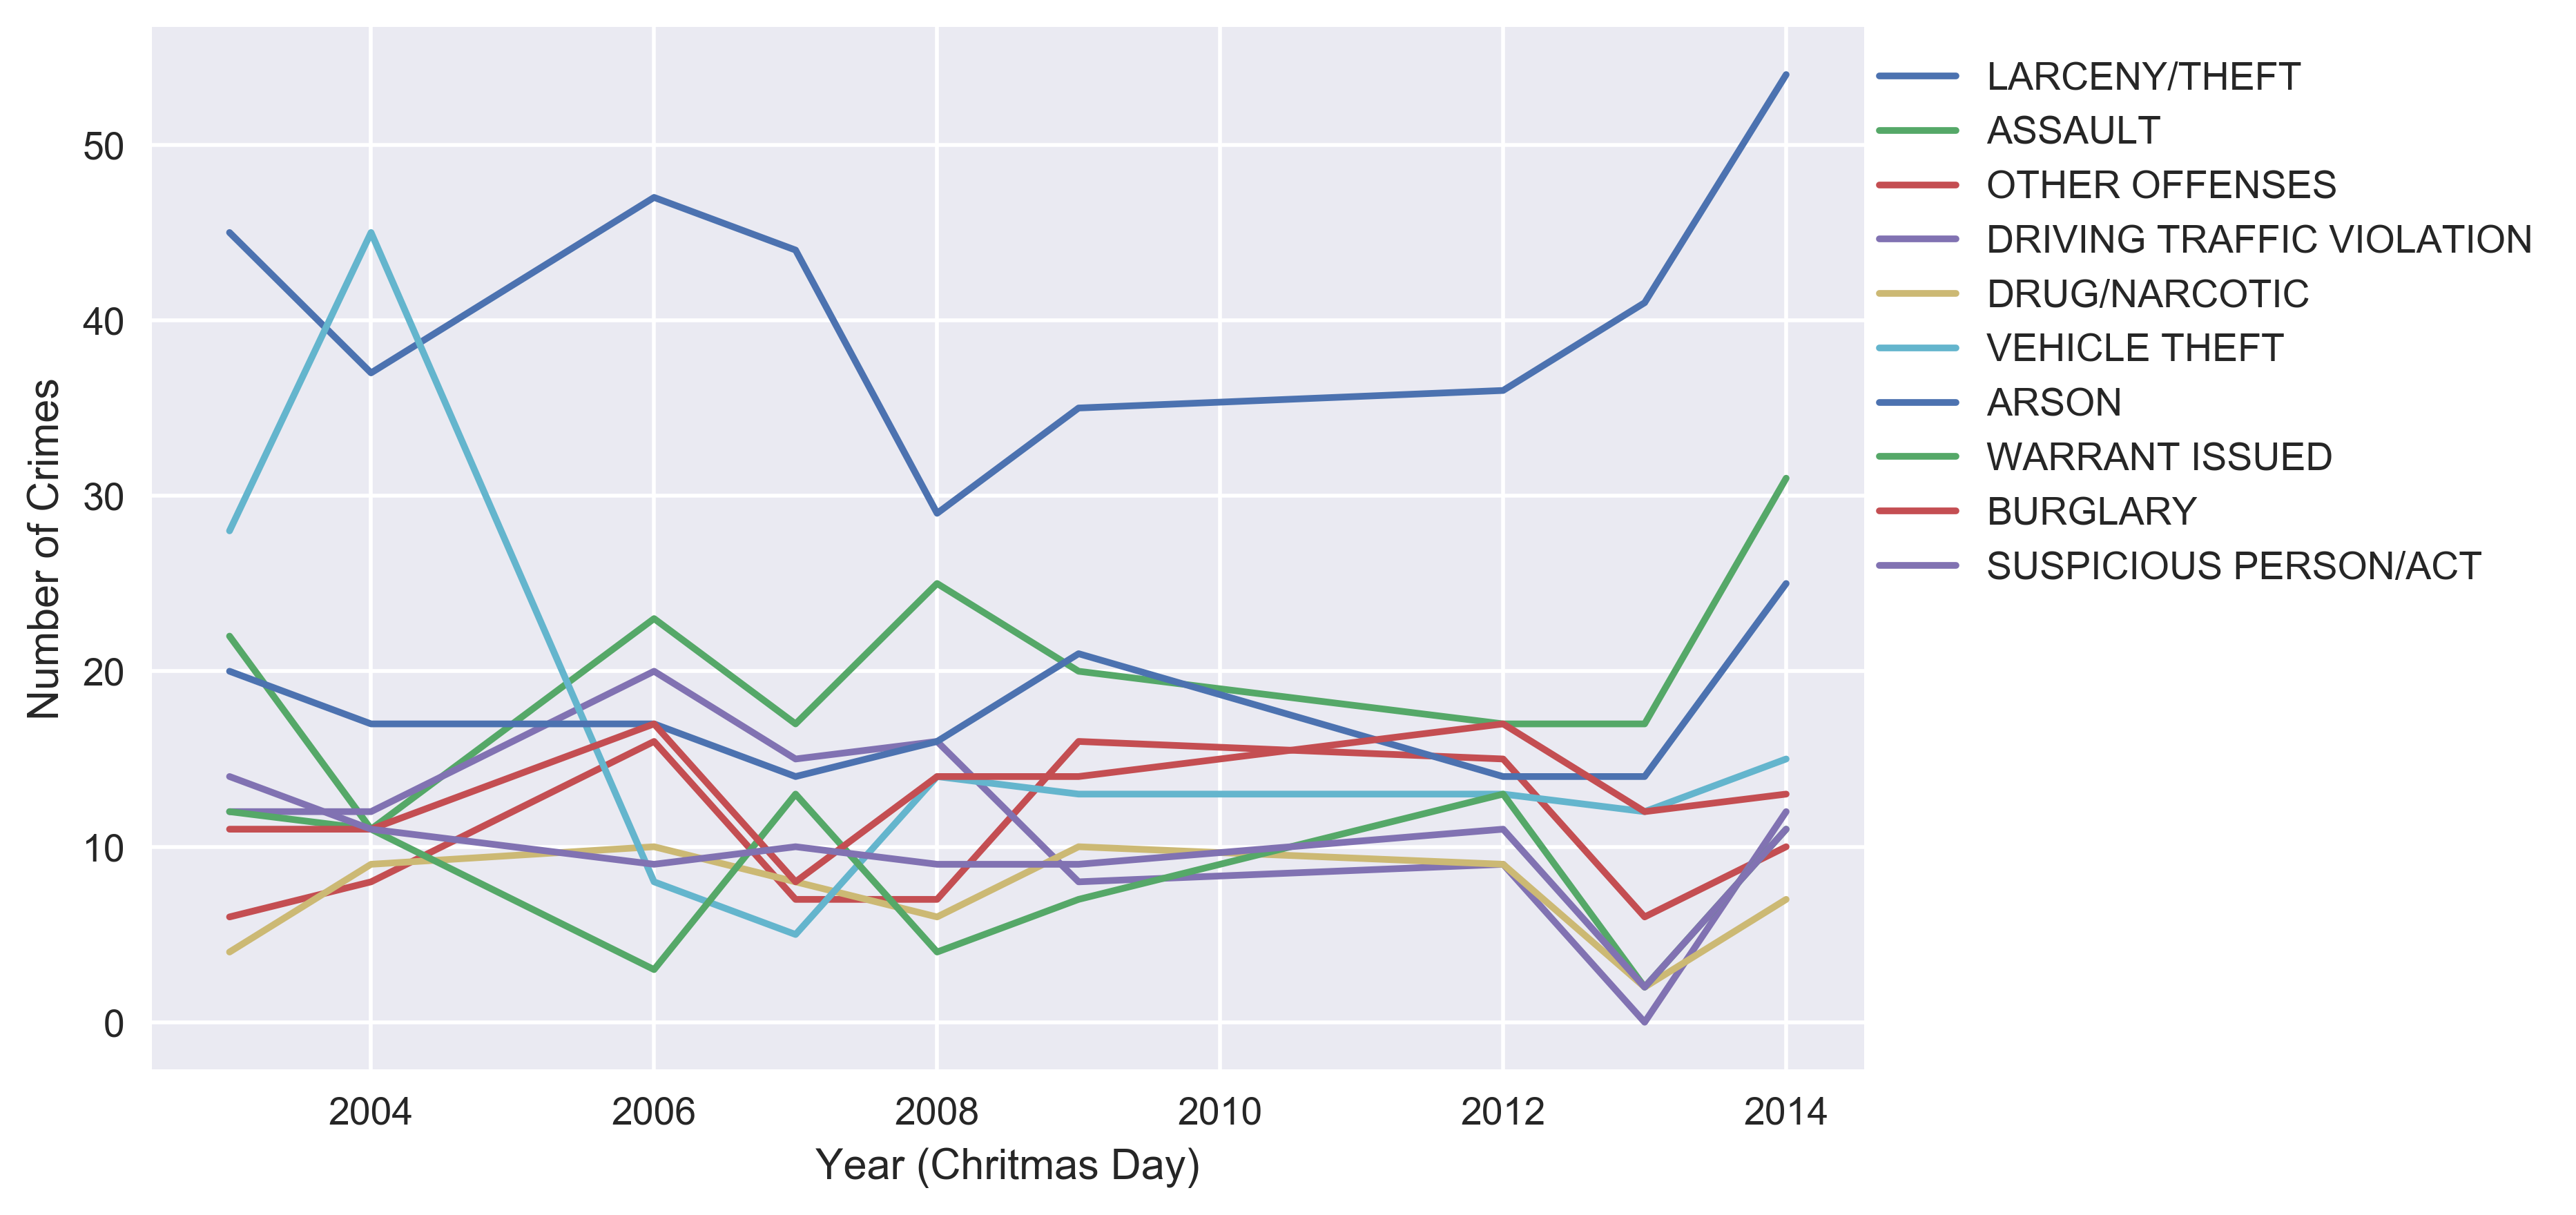 50
40
30
20
10
0
Number of Crimes
2004 2006 2008 2010 2012 2014
Year (Chritmas Day)
LARCENY/THEFT
ASSAULT
OTHER OFFENSES
DRIVING TRAFFIC VIOLATION
DRUG/NARCOTIC
VEHICLE THEFT
ARSON
WARRANT ISSUED
BURGLARY
SUSPICIOUS PERSON/ACT